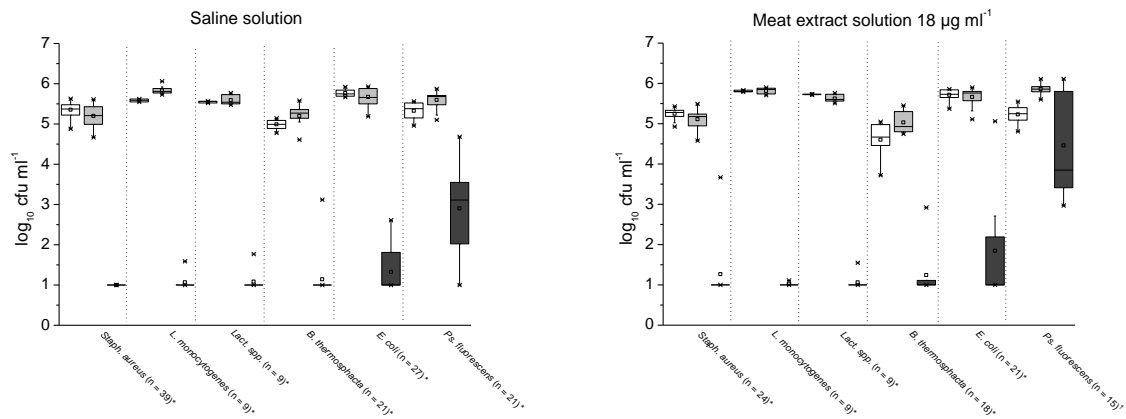 Saline solution
7
6
5
4
3
2
1
0
log₁₀ cfu ml⁻¹
Staph. aureus (n = 39)*
L. monocytogenes (n = 9)*
Lact. spp. (n = 9)*
B. thermosphacta (n = 21)*
E. coli (n = 27) *
Ps. fluorescens (n = 21)*
Meat extract solution 18 µg ml⁻¹
7
6
5
4
3
2
1
0
log₁₀ cfu ml⁻¹
Staph. aureus (n = 24)*
L. monocytogenes (n = 9)*
Lact. spp. (n = 9)*
B. thermosphacta (n = 18)*
E. coli (n = 21)*
Ps. fluorescens (n = 15)¹